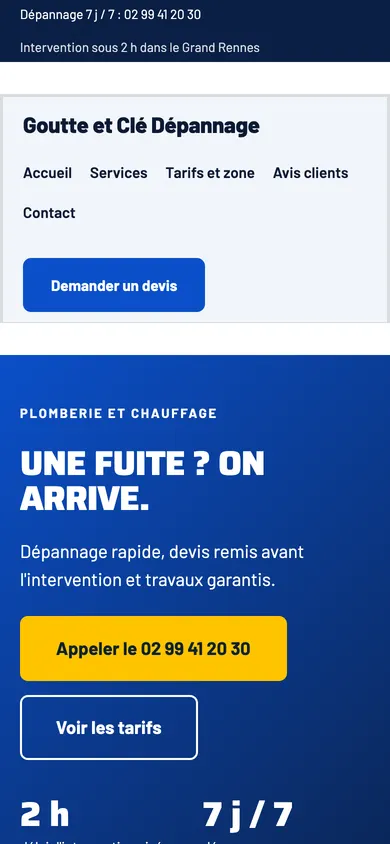 Dépannage 7 j / 7 : 02 99 41 20 30
Intervention sous 2 h dans le Grand Rennes
Goutte et Clé Dépannage
Accueil Services Tarifs et zone Avis clients
Contact
Demander un devis
PLOMBERIE ET CHAUFFAGE
UNE FUITE ? ON
ARRIVE.
Dépannage rapide, devis remis avant
l'intervention et travaux garantis.
Appeler le 02 99 41 20 30
Voir les tarifs
2 h 7 j / 7